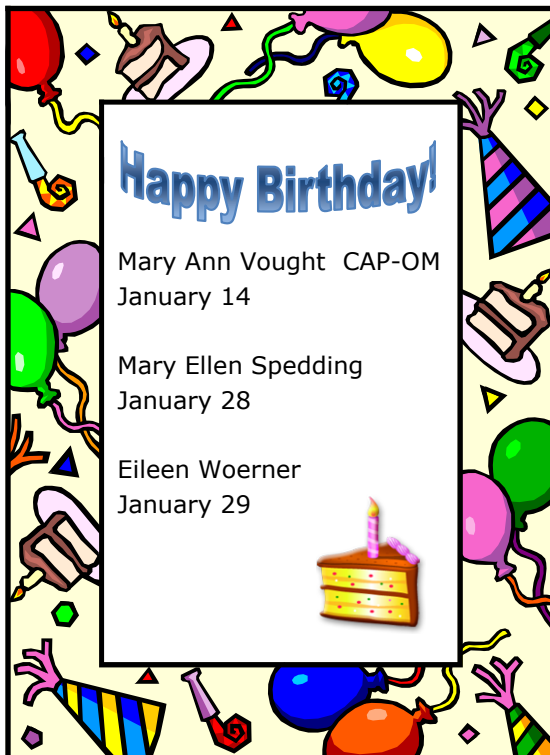 Happy Birthday!
Mary Ann Vought  CAP-OM
January 14
Mary Ellen Spedding
January 28
Eileen Woerner
January 29